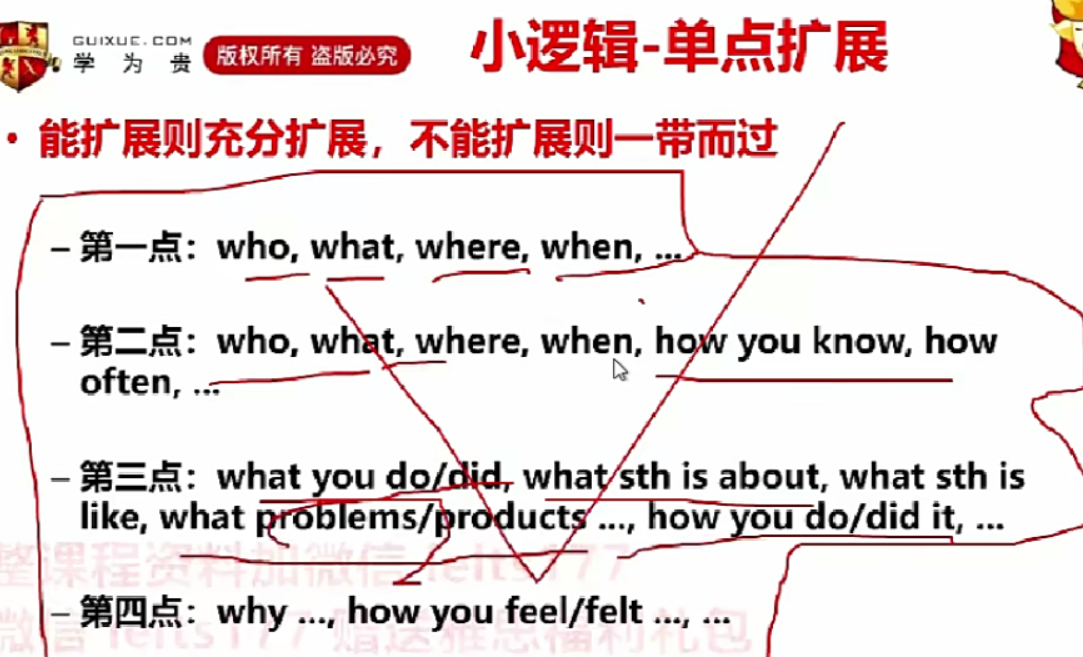 GUIXUE.COM
学为贵
版权所有 盗版必究
小逻辑-单点扩展
• 能扩展则充分扩展，不能扩展则一带而过
– 第一点：who, what, where, when, ...
– 第二点：who, what, where, when, how you know, how
often, ...
– 第三点：what you do/did, what sth is about, what sth is
like, what problems/products ..., how you do/did it, ...
整课程资料加微信 ielts177
– 第四点：why ..., how you feel/felt ..., ...
微信 ielts177 赠送雅思福利礼包